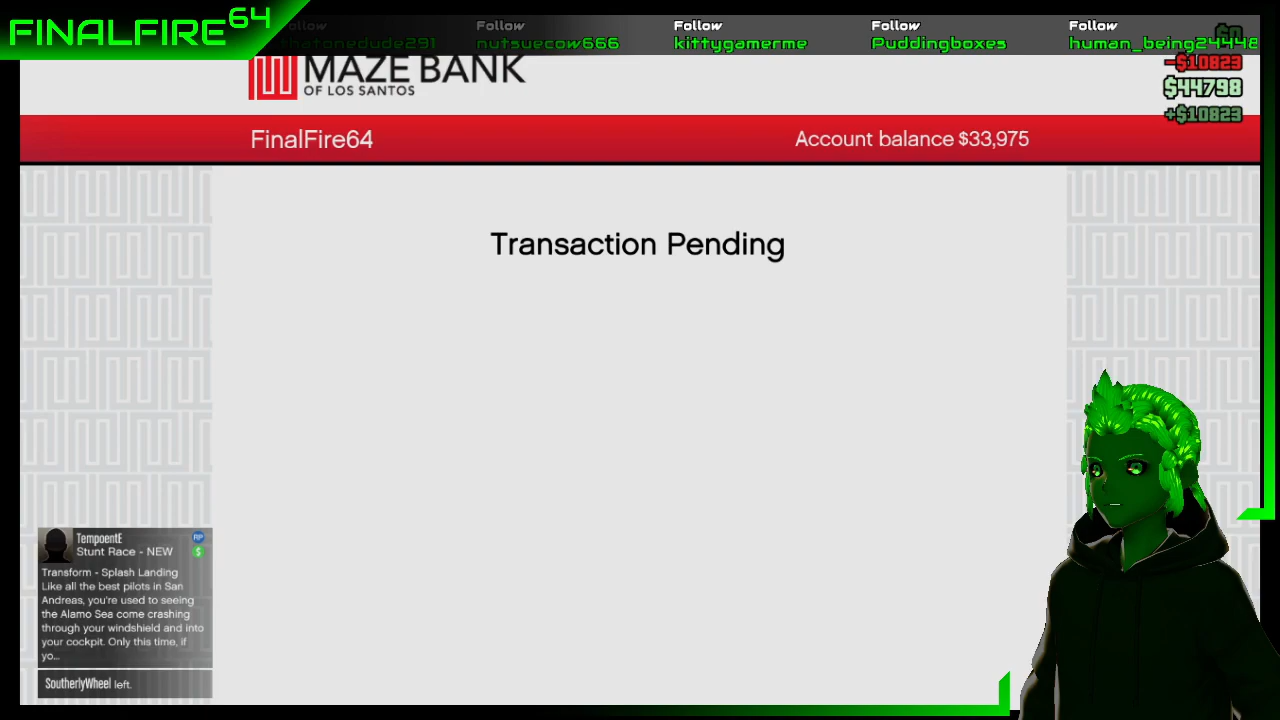 FINALFIRE64
Follow
thatonedude291
Follow
nutsuecow666
Follow
kittygamerme
Follow
Puddingboxes
Follow
human_being24448
$0
-$10823
$44798
+$10823
MAZE BANK
OF LOS SANTOS
FinalFire64
Account balance $33,975
Transaction Pending
TempoentE
RP
Stunt Race - NEW
$
Transform - Splash Landing
Like all the best pilots in San
Andreas, you're used to seeing
the Alamo Sea come crashing
through your windshield and into
your cockpit. Only this time, if
yo...
SoutherlyWheel left.